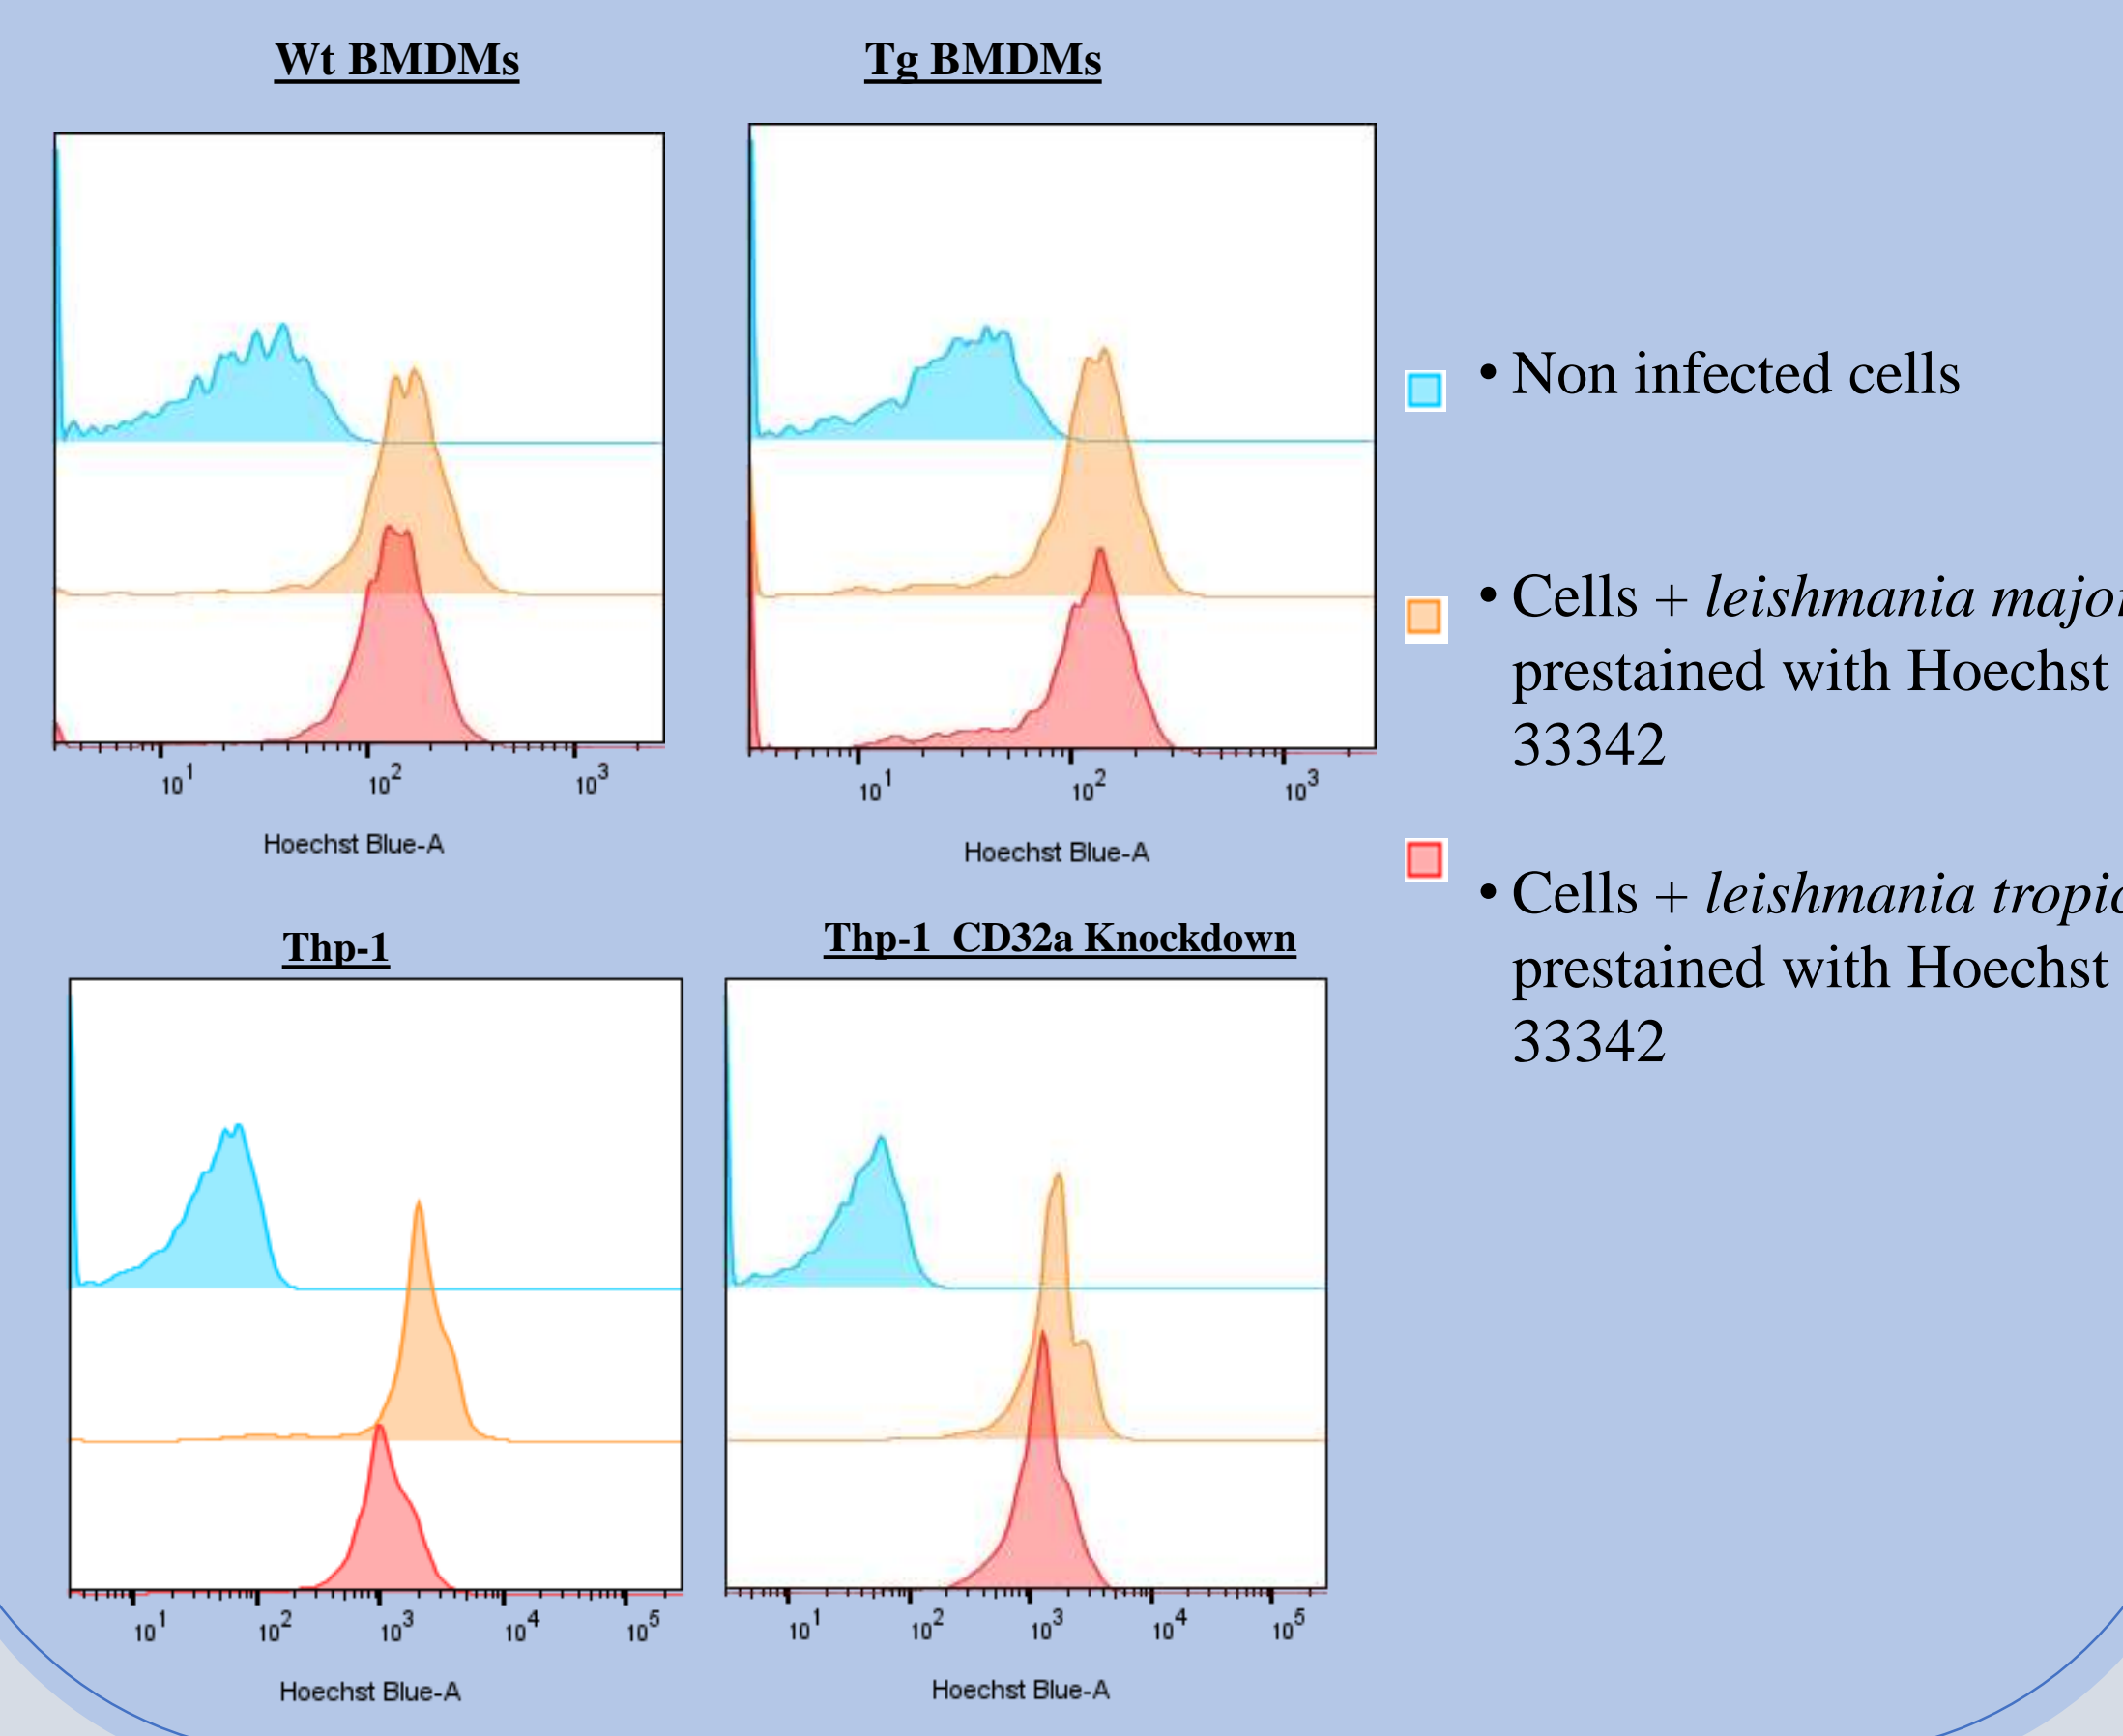 Wt BMDMs
Tg BMDMs
10^1 10^2 10^3
Hoechst Blue-A
10^1 10^2 10^3
Hoechst Blue-A
• Non infected cells
• Cells + leishmania major
prestained with Hoechst
33342
• Cells + leishmania tropic
prestained with Hoechst
33342
Thp-1
Thp-1 CD32a Knockdown
10^1 10^2 10^3 10^4 10^5
Hoechst Blue-A
10^1 10^2 10^3 10^4 10^5
Hoechst Blue-A